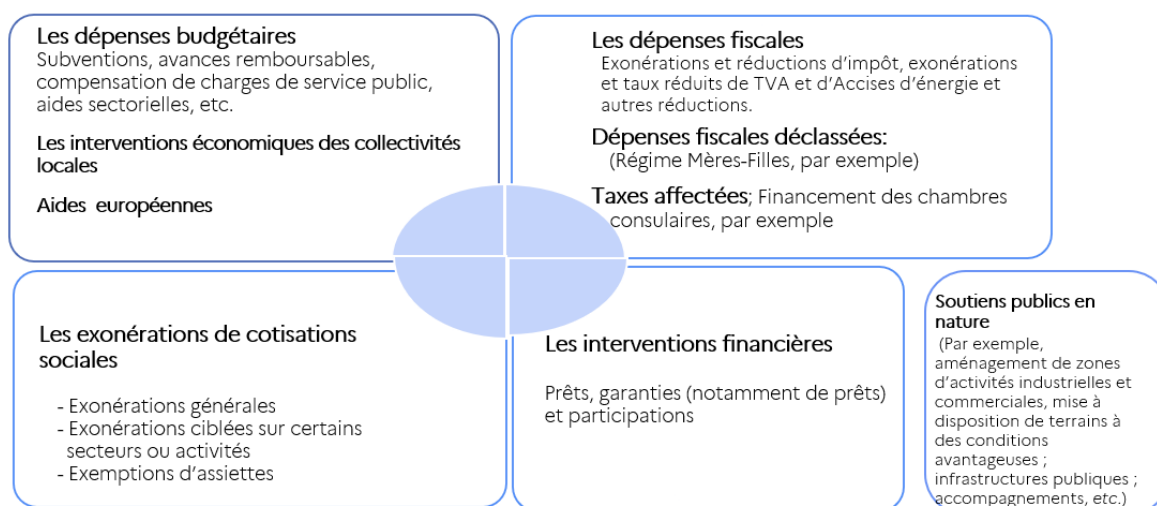 Les dépenses budgétaires
Subventions, avances remboursables,
compensation de charges de service public,
aides sectorielles, etc.
Les interventions économiques des collectivités
locales
Aides européennes
Les dépenses fiscales
Exonérations et réductions d'impôt, exonérations
et taux réduits de TVA et d'Accises d'énergie et
autres réductions.
Dépenses fiscales déclassées:
(Régime Mères-Filles, par exemple)
Taxes affectées; Financement des chambres
consulaires, par exemple
Les exonérations de cotisations
sociales
- Exonérations générales
- Exonérations ciblées sur certains
secteurs ou activités
- Exemptions d'assiettes
Les interventions financières
Prêts, garanties (notamment de prêts)
et participations
Soutiens publics en
nature
(Par exemple,
aménagement de zones
d'activités industrielles et
commerciales, mise à
disposition de terrains à
des conditions
avantageuses ;
infrastructures publiques ;
accompagnements, etc.)